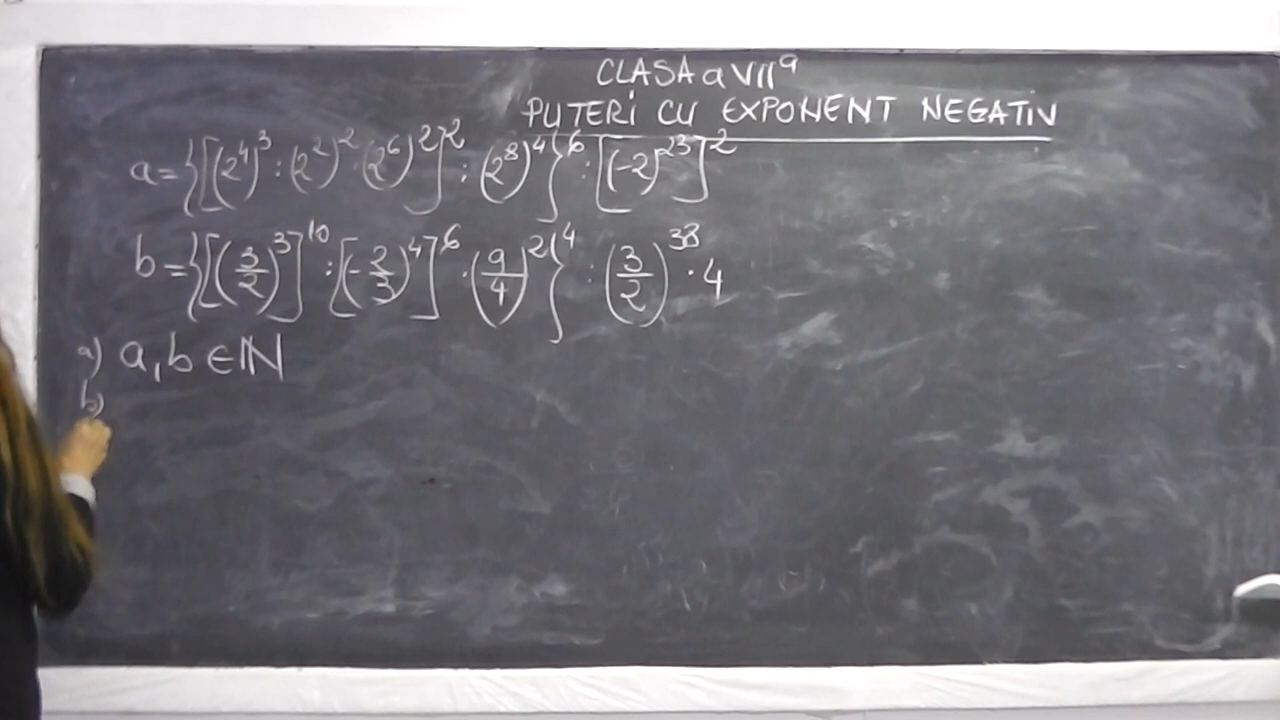 CLASA a VII a
PUTERI CU EXPONENT NEGATIV
a={[(2⁴)³:(2²)²·(2⁶)²]²:(2⁸)⁴}⁶:[(-2)²³]²
b={[(3/2)³]¹⁰:[(-2/3)⁴]⁶·(9/4)²}⁴:(3/2)³⁸·4
a) a,b∈ℕ
b)